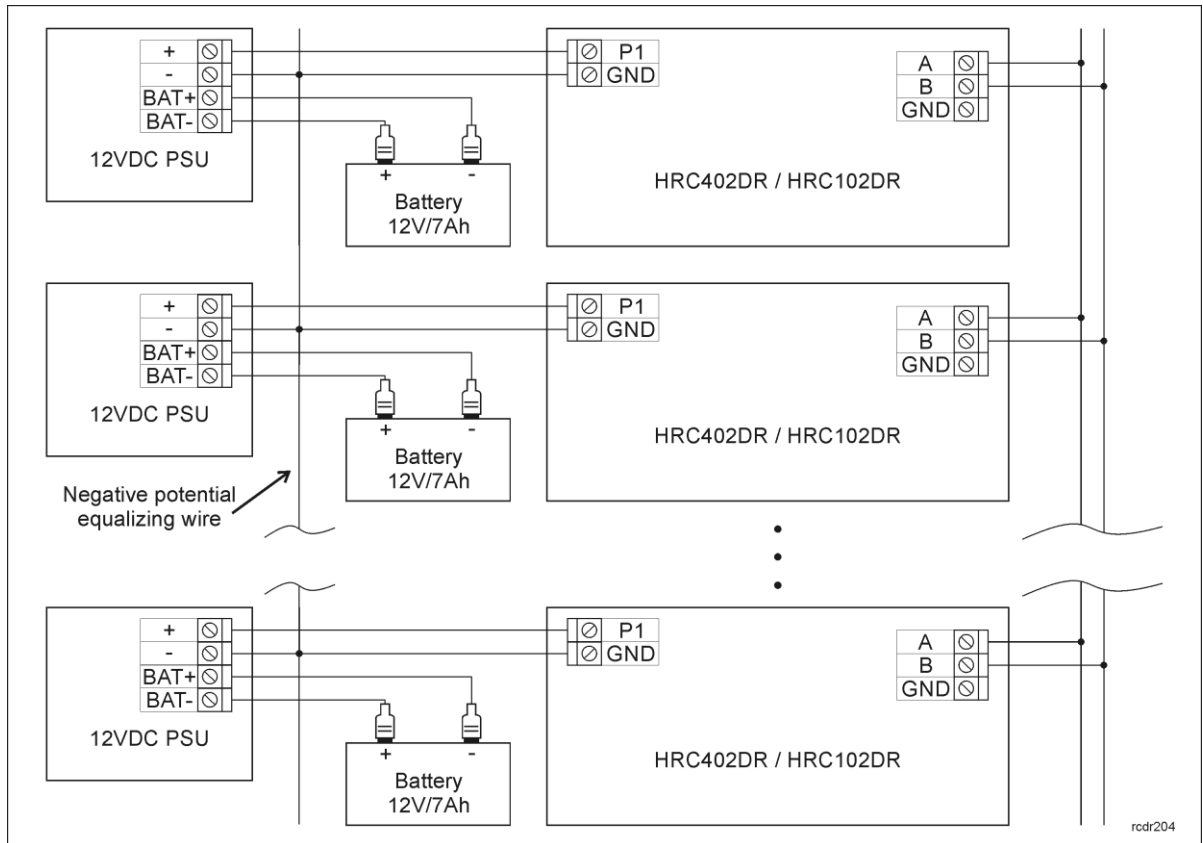 +
-
BAT+
BAT-
12VDC PSU
+ -
Battery
12V/7Ah
P1
GND
A
B
GND
HRC402DR / HRC102DR
+
-
BAT+
BAT-
12VDC PSU
+ -
Battery
12V/7Ah
P1
GND
A
B
GND
HRC402DR / HRC102DR
Negative potential
equalizing wire
+
-
BAT+
BAT-
12VDC PSU
+ -
Battery
12V/7Ah
P1
GND
A
B
GND
HRC402DR / HRC102DR
rcdr204